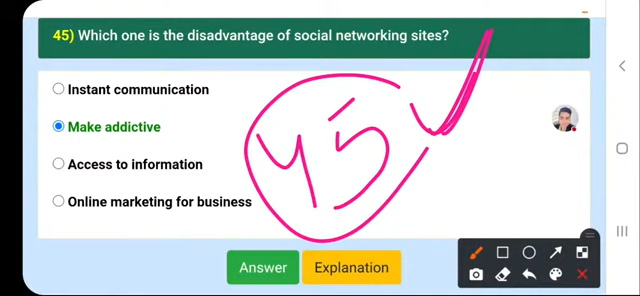 45) Which one is the disadvantage of social networking sites?
Instant communication
Make addictive
Access to information
Online marketing for business
45
Answer Explanation